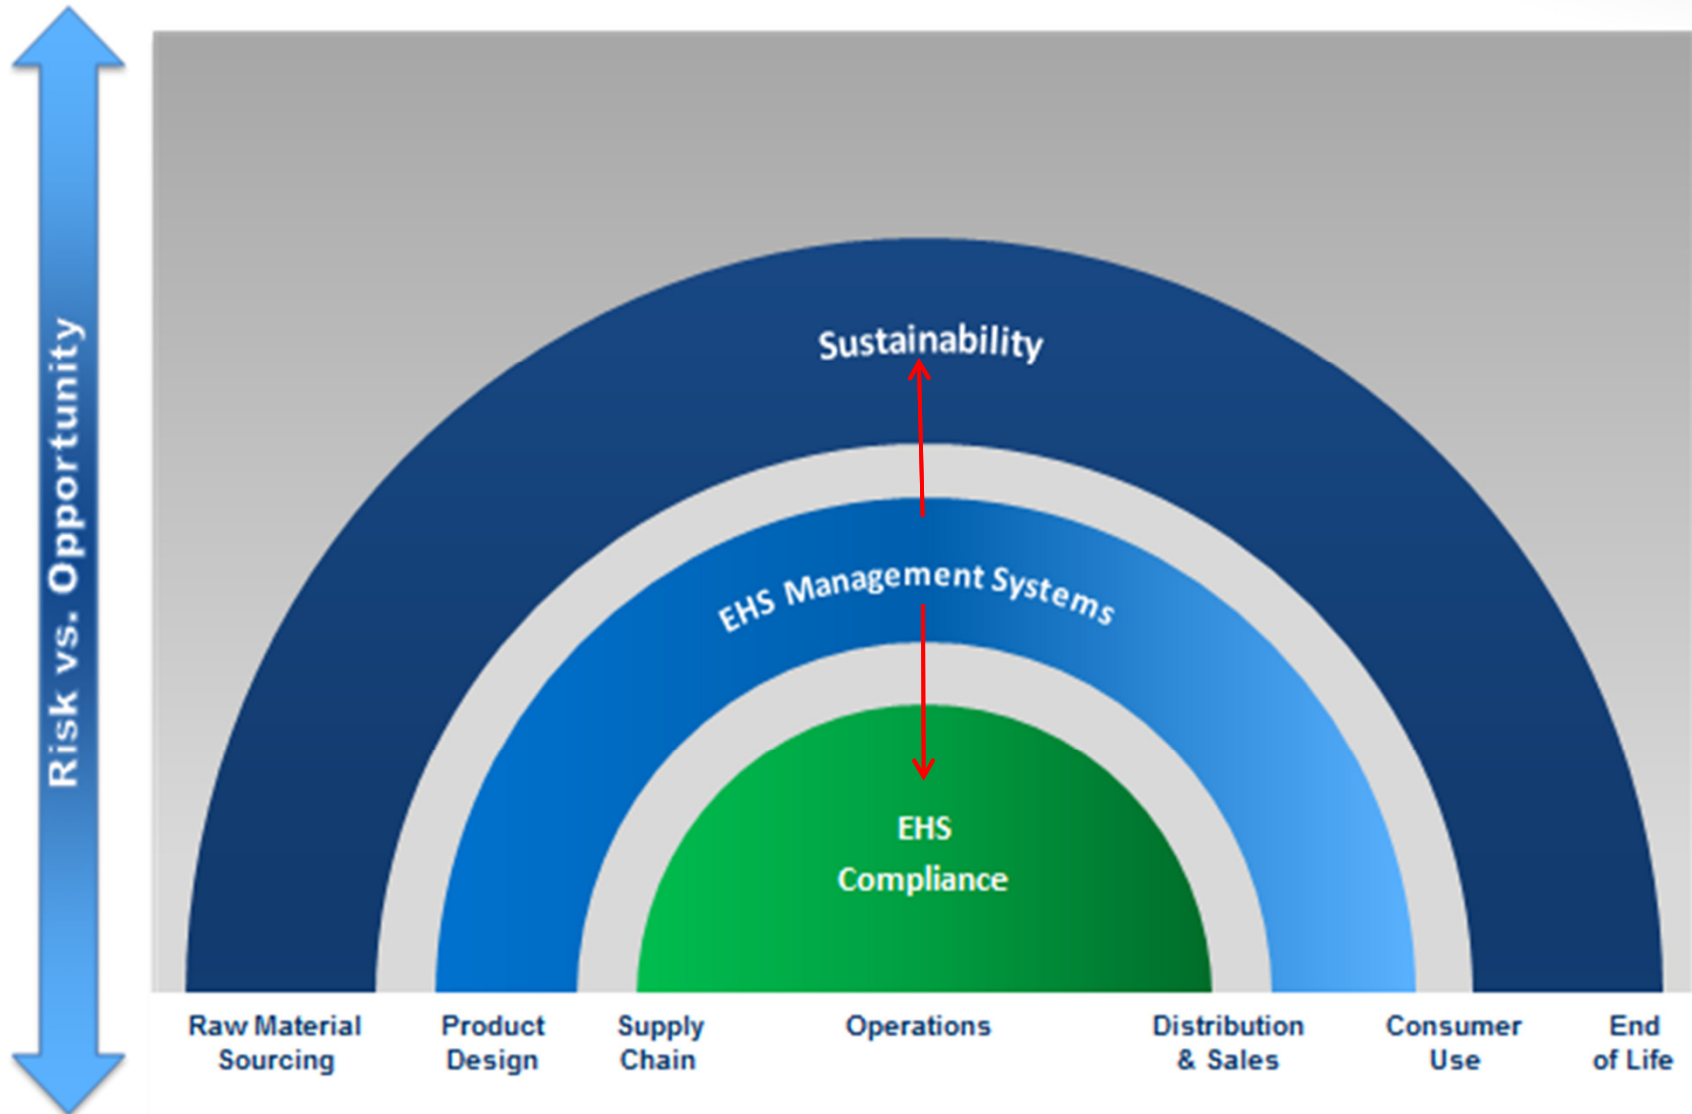 Risk vs. Opportunity
Sustainability
EHS Management Systems
EHS
Compliance
Raw Material
Sourcing
Product
Design
Supply
Chain
Operations
Distribution
& Sales
Consumer
Use
End
of Life